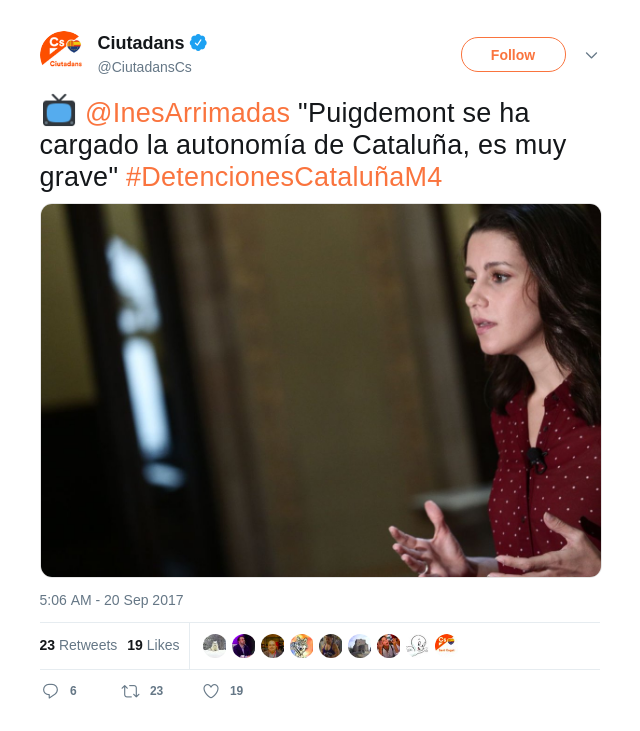 Cs
Ciutadans
Ciutadans
@CiutadansCs
Follow
@InesArrimadas "Puigdemont se ha
cargado la autonomía de Cataluña, es muy
grave" #DetencionesCataluñaM4
5:06 AM - 20 Sep 2017
23 Retweets 19 Likes
Cs
6 23 19